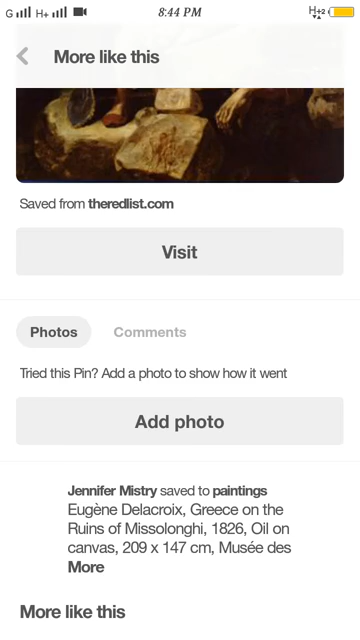 G H+ 8:44 PM H+2
More like this
Saved from theredlist.com
Visit
Photos Comments
Tried this Pin? Add a photo to show how it went
Add photo
Jennifer Mistry saved to paintings
Eugène Delacroix, Greece on the
Ruins of Missolonghi, 1826, Oil on
canvas, 209 x 147 cm, Musée des
More
More like this